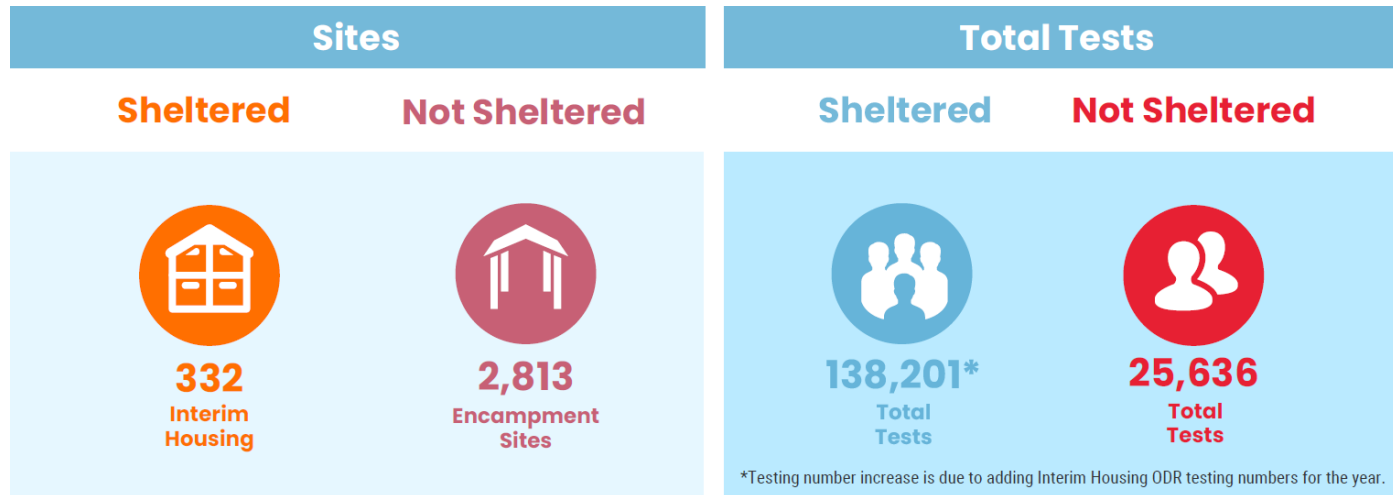 Sites
Sheltered
Not Sheltered
332
Interim
Housing
2,813
Encampment
Sites
Total Tests
Sheltered
Not Sheltered
138,201*
Total
Tests
25,636
Total
Tests
*Testing number increase is due to adding Interim Housing ODR testing numbers for the year.